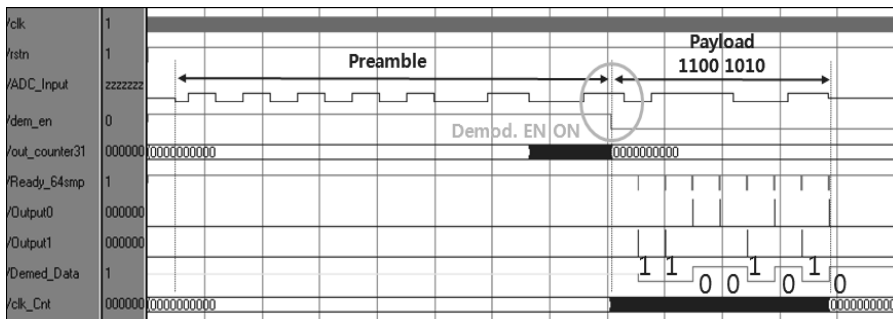 /clk 1
/rstn 1
Preamble
Payload
1100 1010
/ADC_Input zzzzzzz
/dem_en 0
Demod. EN ON
/out_counter31 000000 (0000000000 (0000000000
/Ready_64smp 1
/Output0 000000
/Output1 000000
/Demed_Data 1
1 1 0 0 1 0 1 0
/clk_Cnt 000000 (0000000000 (000000000